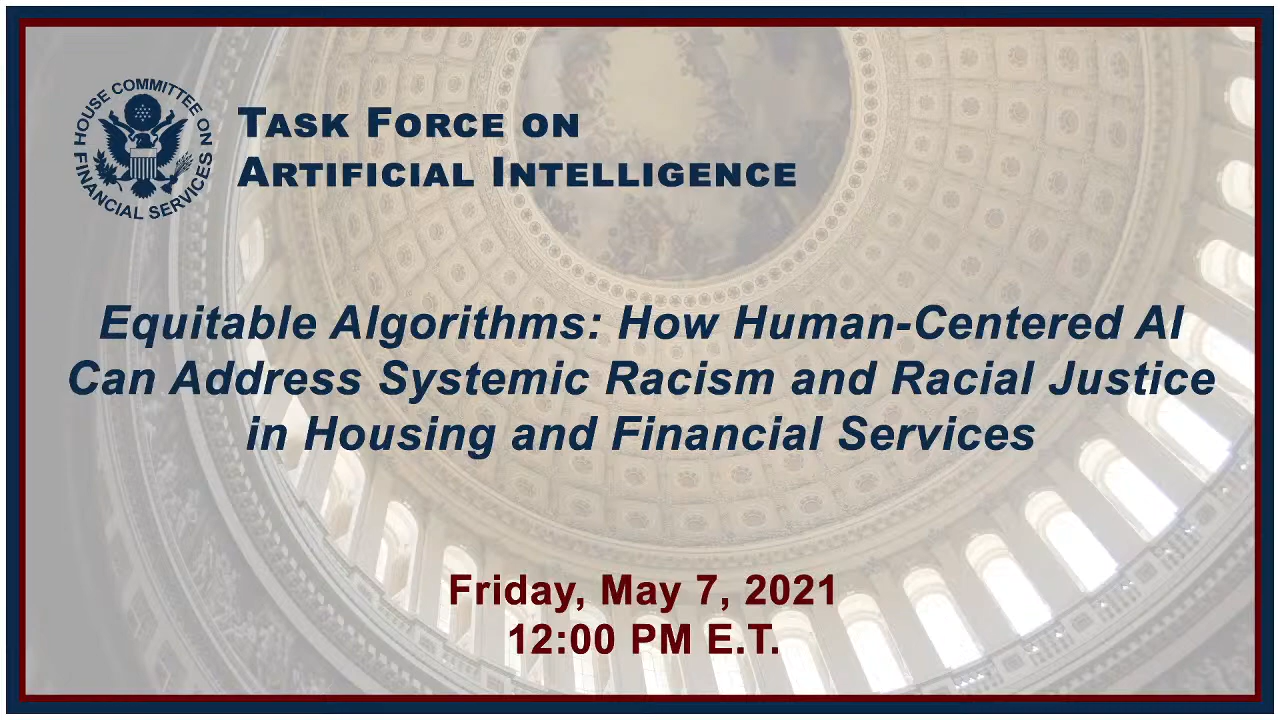 HOUSE COMMITTEE ON
FINANCIAL SERVICES
TASK FORCE ON
ARTIFICIAL INTELLIGENCE
Equitable Algorithms: How Human-Centered AI
Can Address Systemic Racism and Racial Justice
in Housing and Financial Services
Friday, May 7, 2021
12:00 PM E.T.